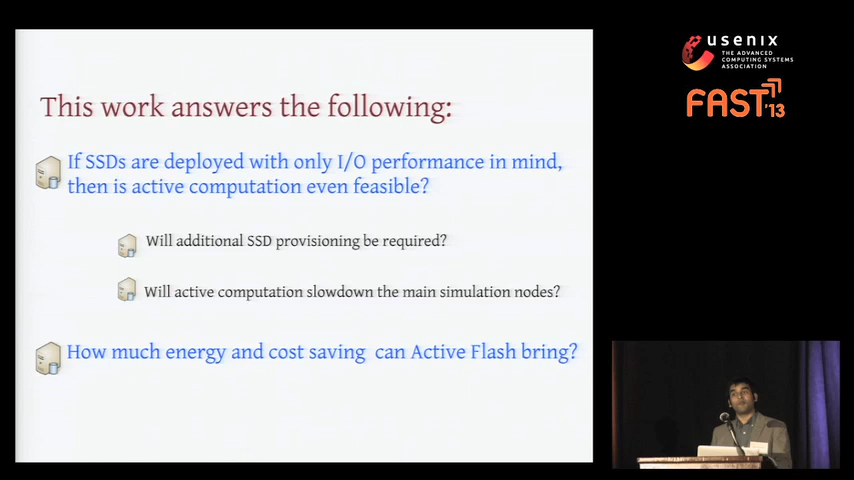 This work answers the following:
If SSDs are deployed with only I/O performance in mind,
then is active computation even feasible?
Will additional SSD provisioning be required?
Will active computation slowdown the main simulation nodes?
How much energy and cost saving can Active Flash bring?
usenix
THE ADVANCED
COMPUTING SYSTEMS
ASSOCIATION
FAST '13